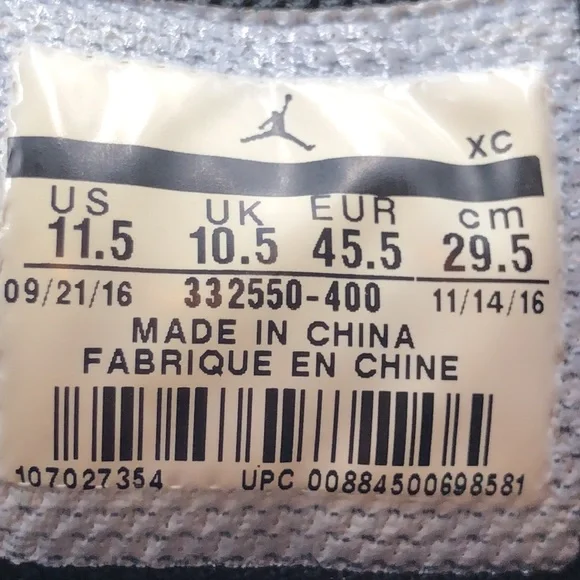 XC
US UK EUR cm
11.5 10.5 45.5 29.5
09/21/16 332550-400 11/14/16
MADE IN CHINA
FABRIQUE EN CHINE
107027354 UPC 00884500698581